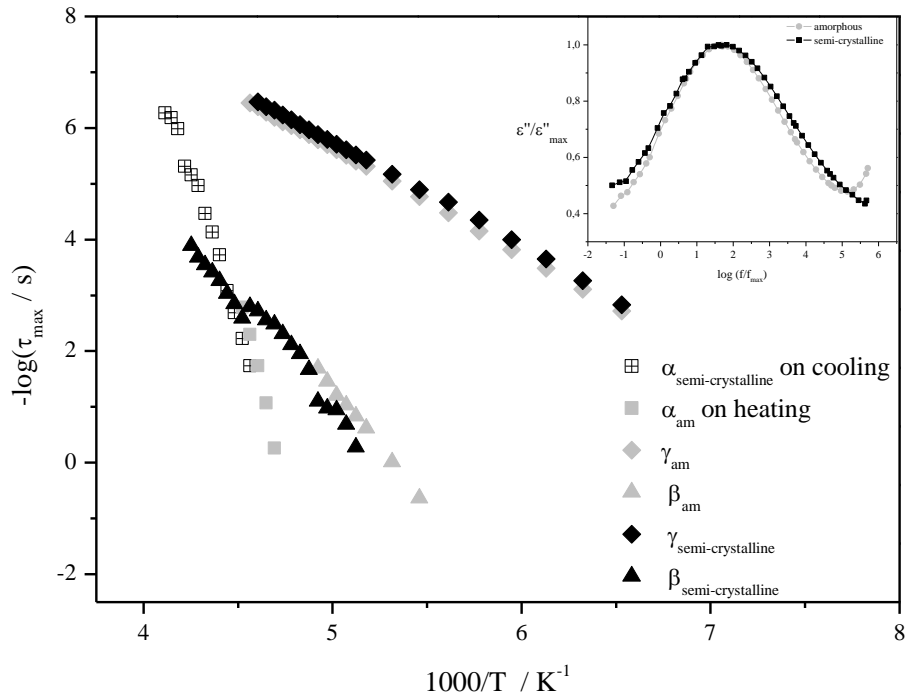 8
6
4
2
0
-2
-log(τmax / s)
4 5 6 7 8
1000/T / K-1
amorphous
semi-crystalline
1,0
0,8
0,6
0,4
ε''/ε''max
-2 -1 0 1 2 3 4 5 6
log (f/fmax)
αsemi-crystalline on cooling
αam on heating
γam
βam
γsemi-crystalline
βsemi-crystalline